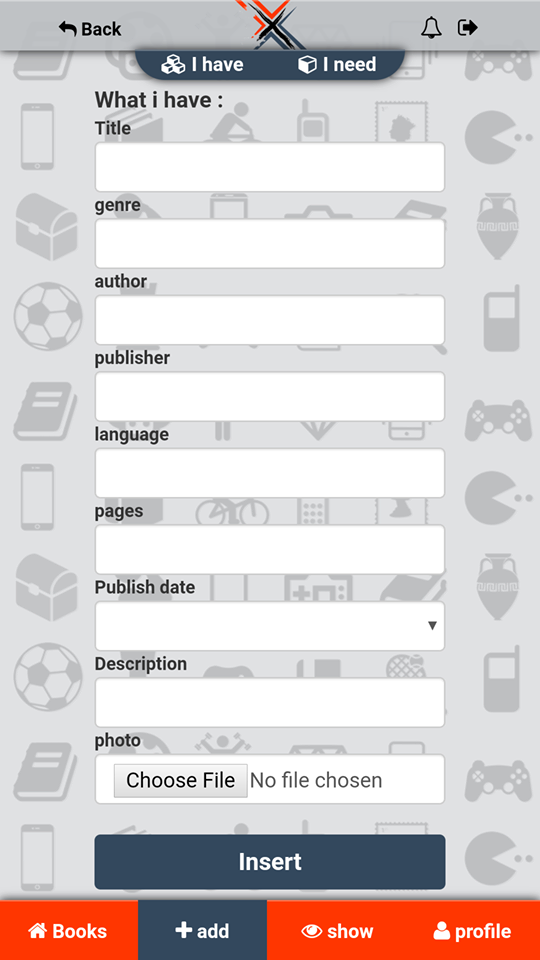 Back
I have I need
What i have :
Title
genre
author
publisher
language
pages
Publish date
Description
photo
Choose File No file chosen
Insert
Books add show profile